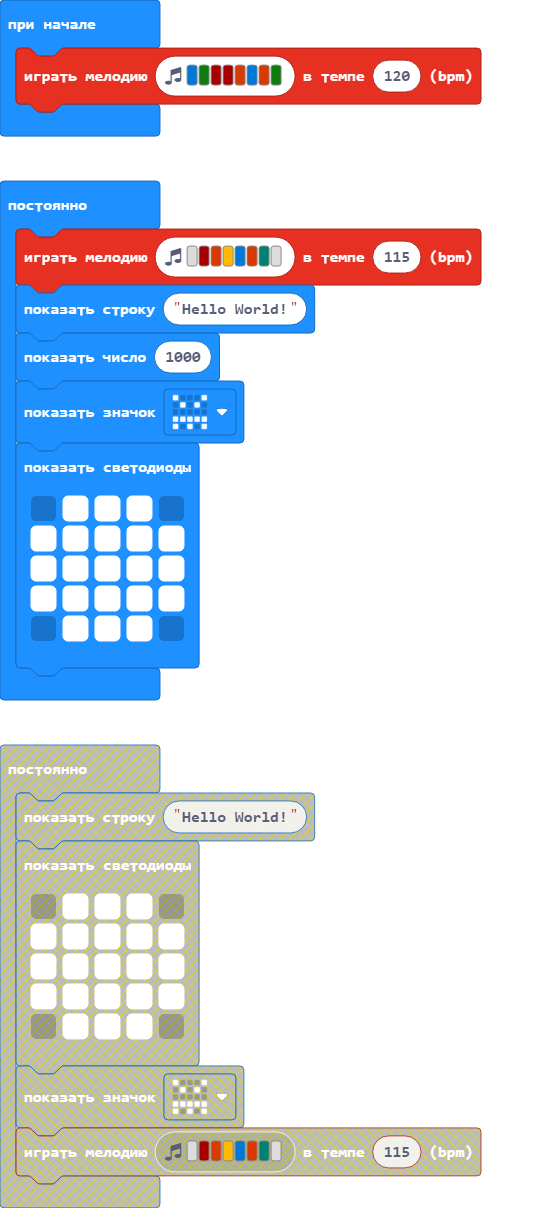 при начале
играть мелодию в темпе 120 (bpm)
постоянно
играть мелодию в темпе 115 (bpm)
показать строку "Hello World!"
показать число 1000
показать значок
показать светодиоды
постоянно
показать строку "Hello World!"
показать светодиоды
показать значок
играть мелодию в темпе 115 (bpm)